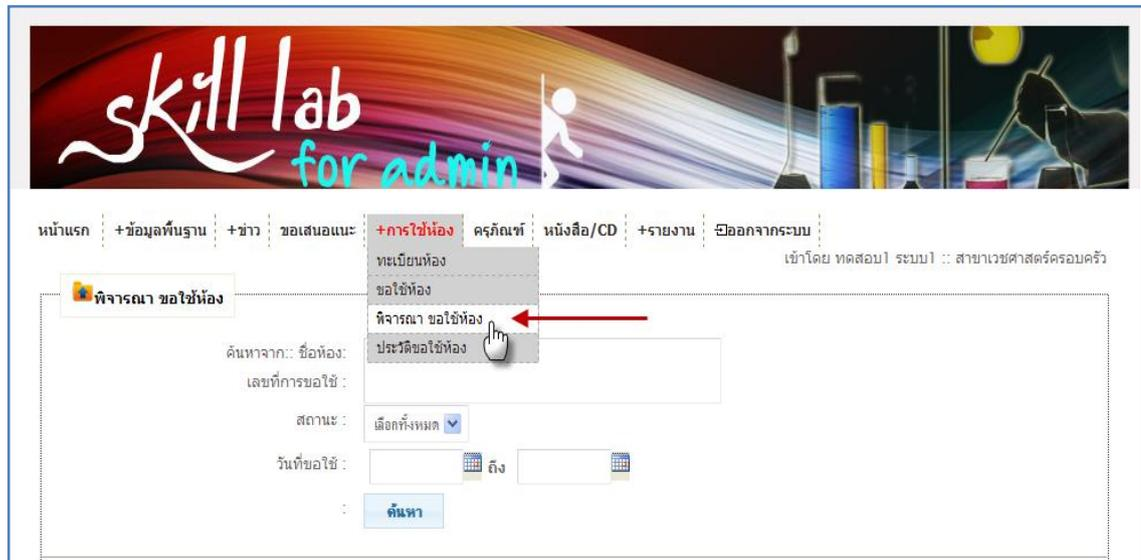 skill lab
for admin
หน้าแรก +ข้อมูลพื้นฐาน +ข่าว ขอเสนอแนะ +การใช้ห้อง ครุภัณฑ์ หนังสือ/CD +รายงาน ออกจากระบบ
ทะเบียนห้อง
ขอใช้ห้อง
พิจารณา ขอใช้ห้อง
ประวัติขอใช้ห้อง
เข้าโดย ทดสอบ1 ระบบ1 :: สาขาเวชศาสตร์ครอบครัว
พิจารณา ขอใช้ห้อง
ค้นหาจาก:: ชื่อห้อง:
เลขที่การขอใช้ :
สถานะ : เลือกทั้งหมด
วันที่ขอใช้ : ถึง
: ค้นหา